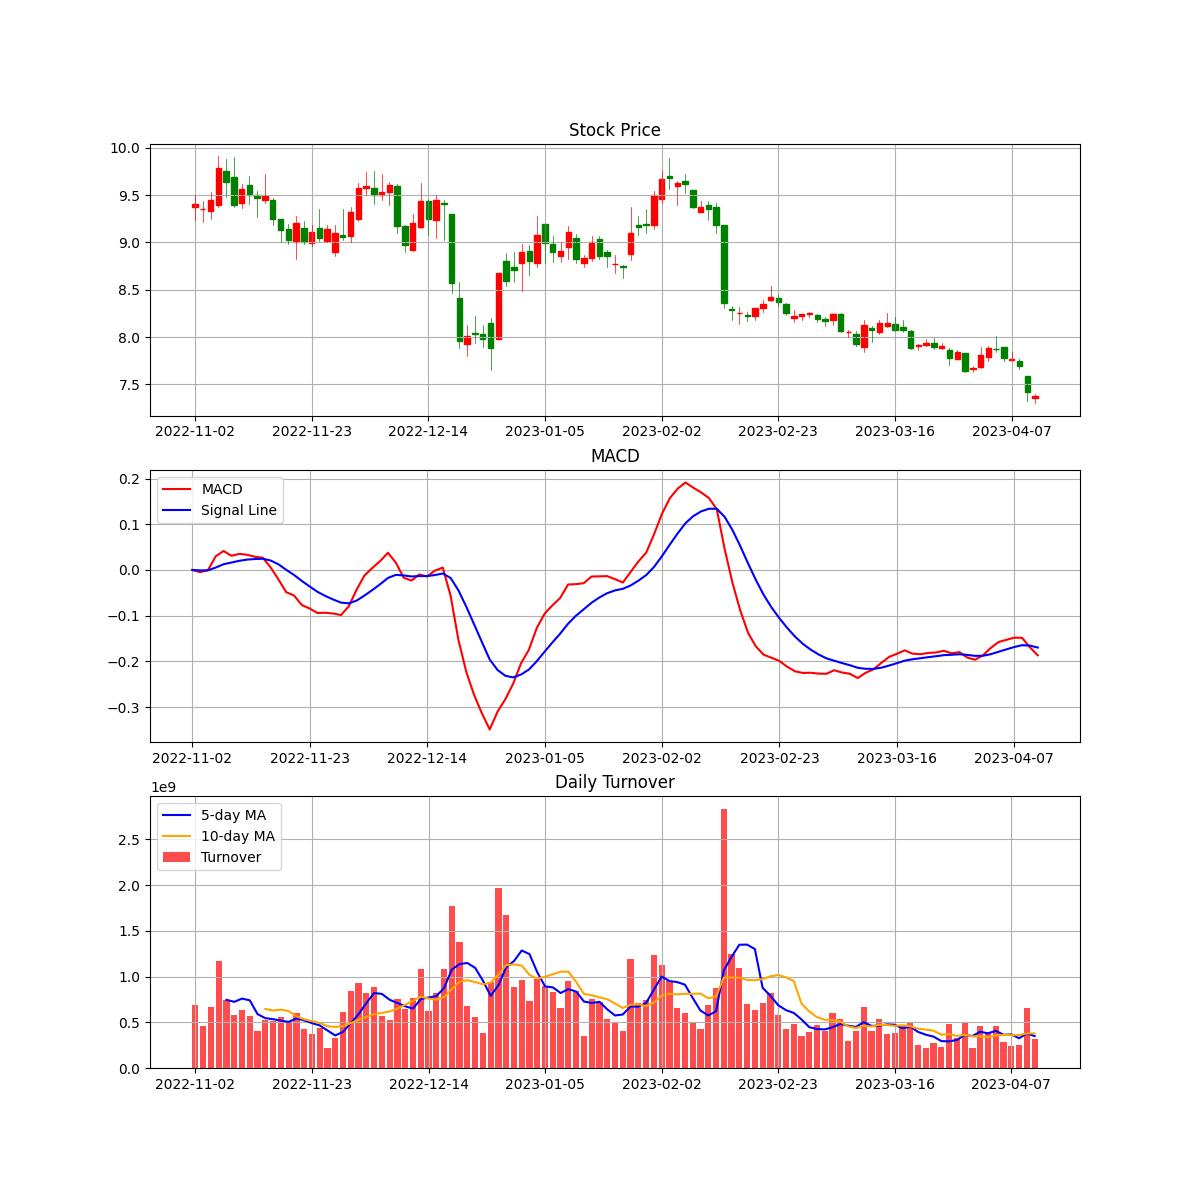 Stock Price
10.0
9.5
9.0
8.5
8.0
7.5
2022-11-02 2022-11-23 2022-12-14 2023-01-05 2023-02-02 2023-02-23 2023-03-16 2023-04-07
MACD
MACD
Signal Line
0.2
0.1
0.0
−0.1
−0.2
−0.3
2022-11-02 2022-11-23 2022-12-14 2023-01-05 2023-02-02 2023-02-23 2023-03-16 2023-04-07
Daily Turnover
1e9
5-day MA
10-day MA
Turnover
2.5
2.0
1.5
1.0
0.5
0.0
2022-11-02 2022-11-23 2022-12-14 2023-01-05 2023-02-02 2023-02-23 2023-03-16 2023-04-07